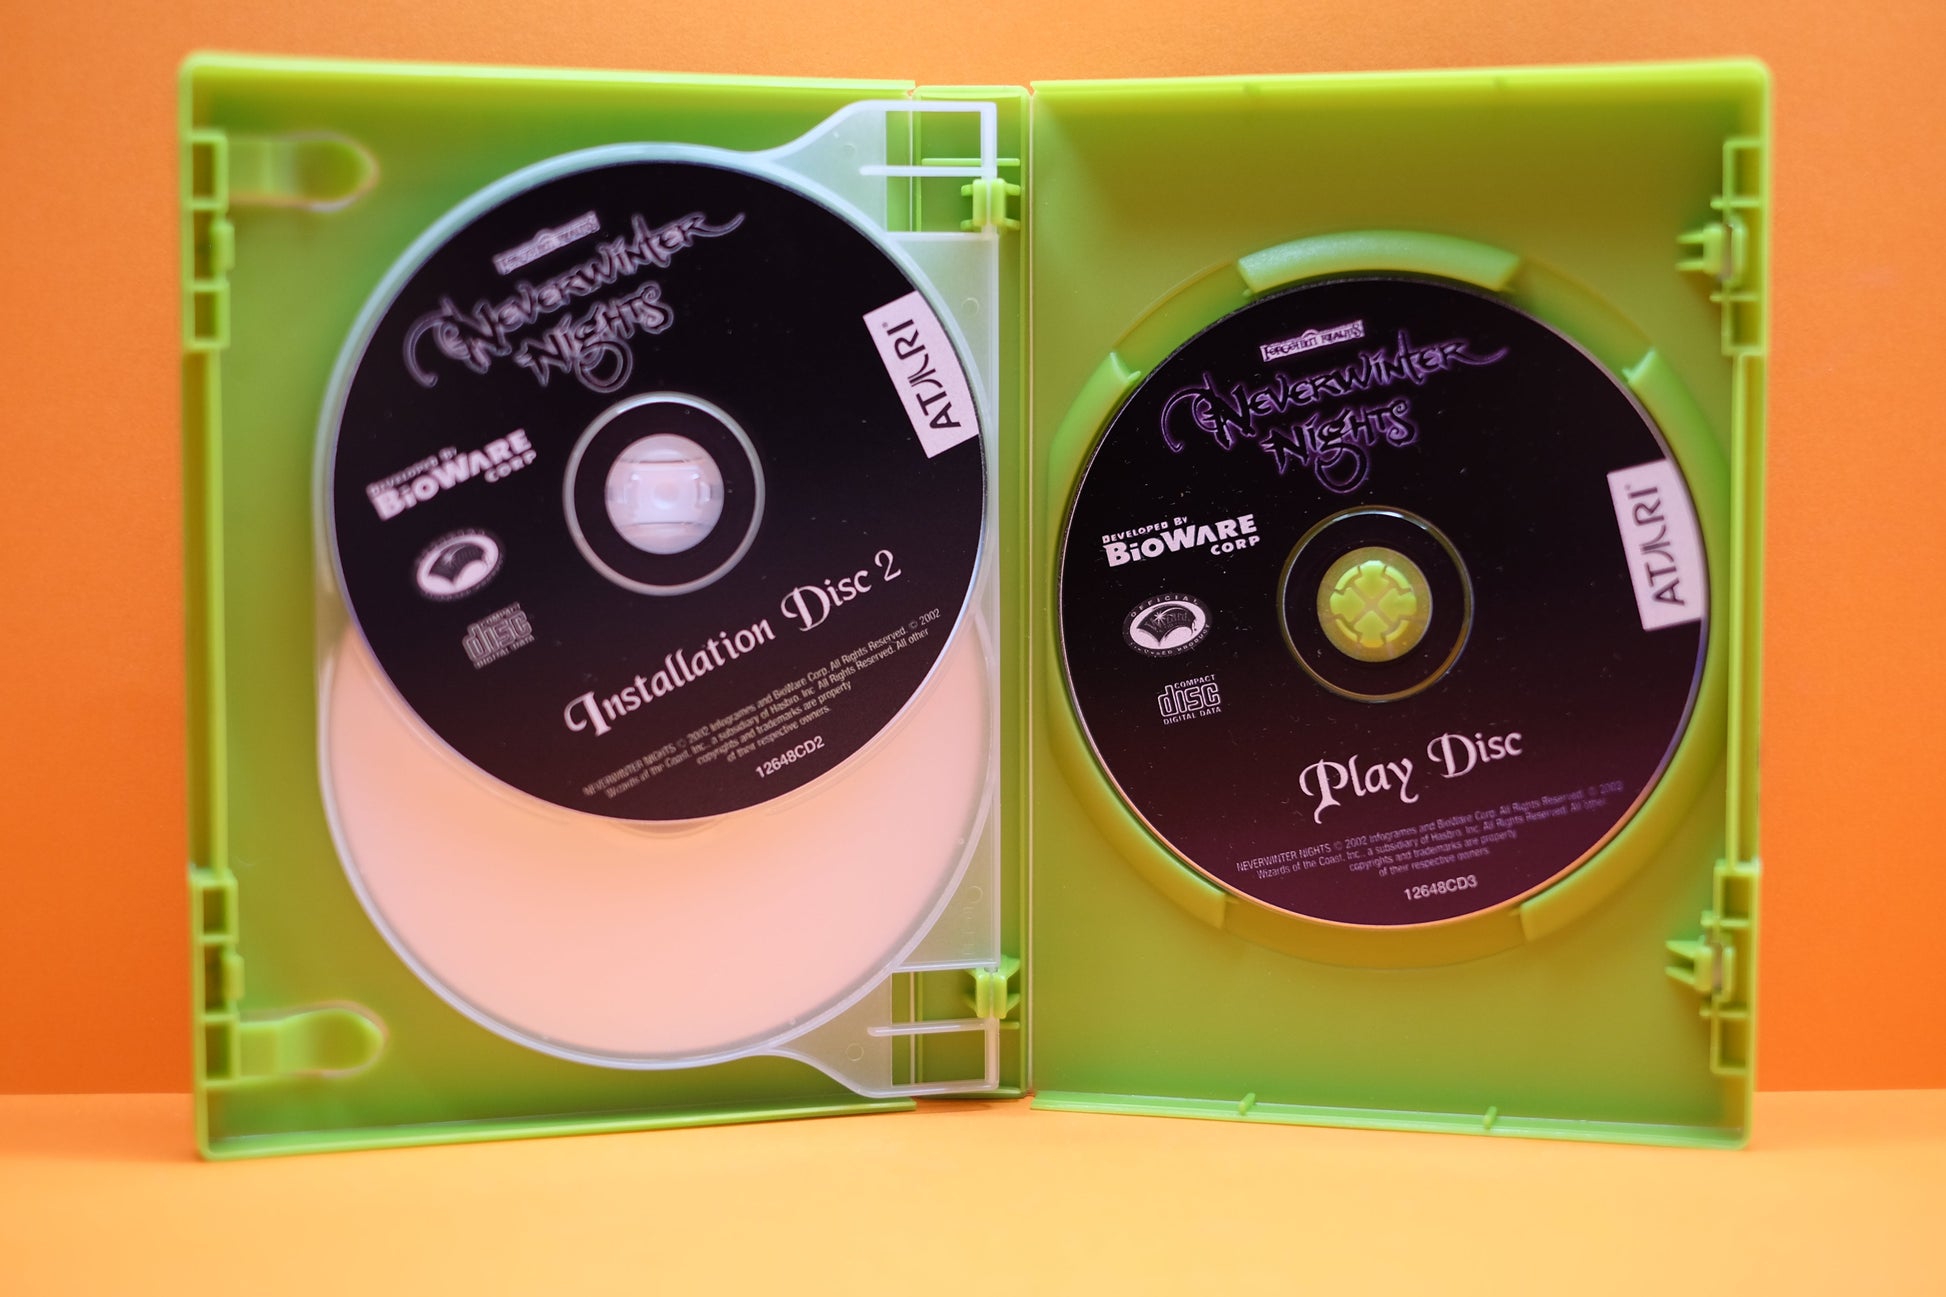 FORGOTTEN REALMS
NEVERWINTER
NIGHTS
ATARI
DEVELOPED BY
BIOWARE
CORP
COMPACT
disc
DIGITAL DATA
Installation Disc 2
NEVERWINTER NIGHTS © 2002 Infogrames and BioWare Corp. All Rights Reserved. © 2002
Wizards of the Coast, Inc., a subsidiary of Hasbro, Inc. All Rights Reserved. All other
copyrights and trademarks are property
of their respective owners.
12648CD2
FORGOTTEN REALMS
NEVERWINTER
NIGHTS
ATARI
DEVELOPED BY
BIOWARE
CORP
OFFICIAL
Wizards
LICENSED PRODUCT
COMPACT
disc
DIGITAL DATA
Play Disc
NEVERWINTER NIGHTS © 2002 Infogrames and BioWare Corp. All Rights Reserved. © 2002
Wizards of the Coast, Inc., a subsidiary of Hasbro, Inc. All Rights Reserved. All other
copyrights and trademarks are property
of their respective owners.
12648CD3